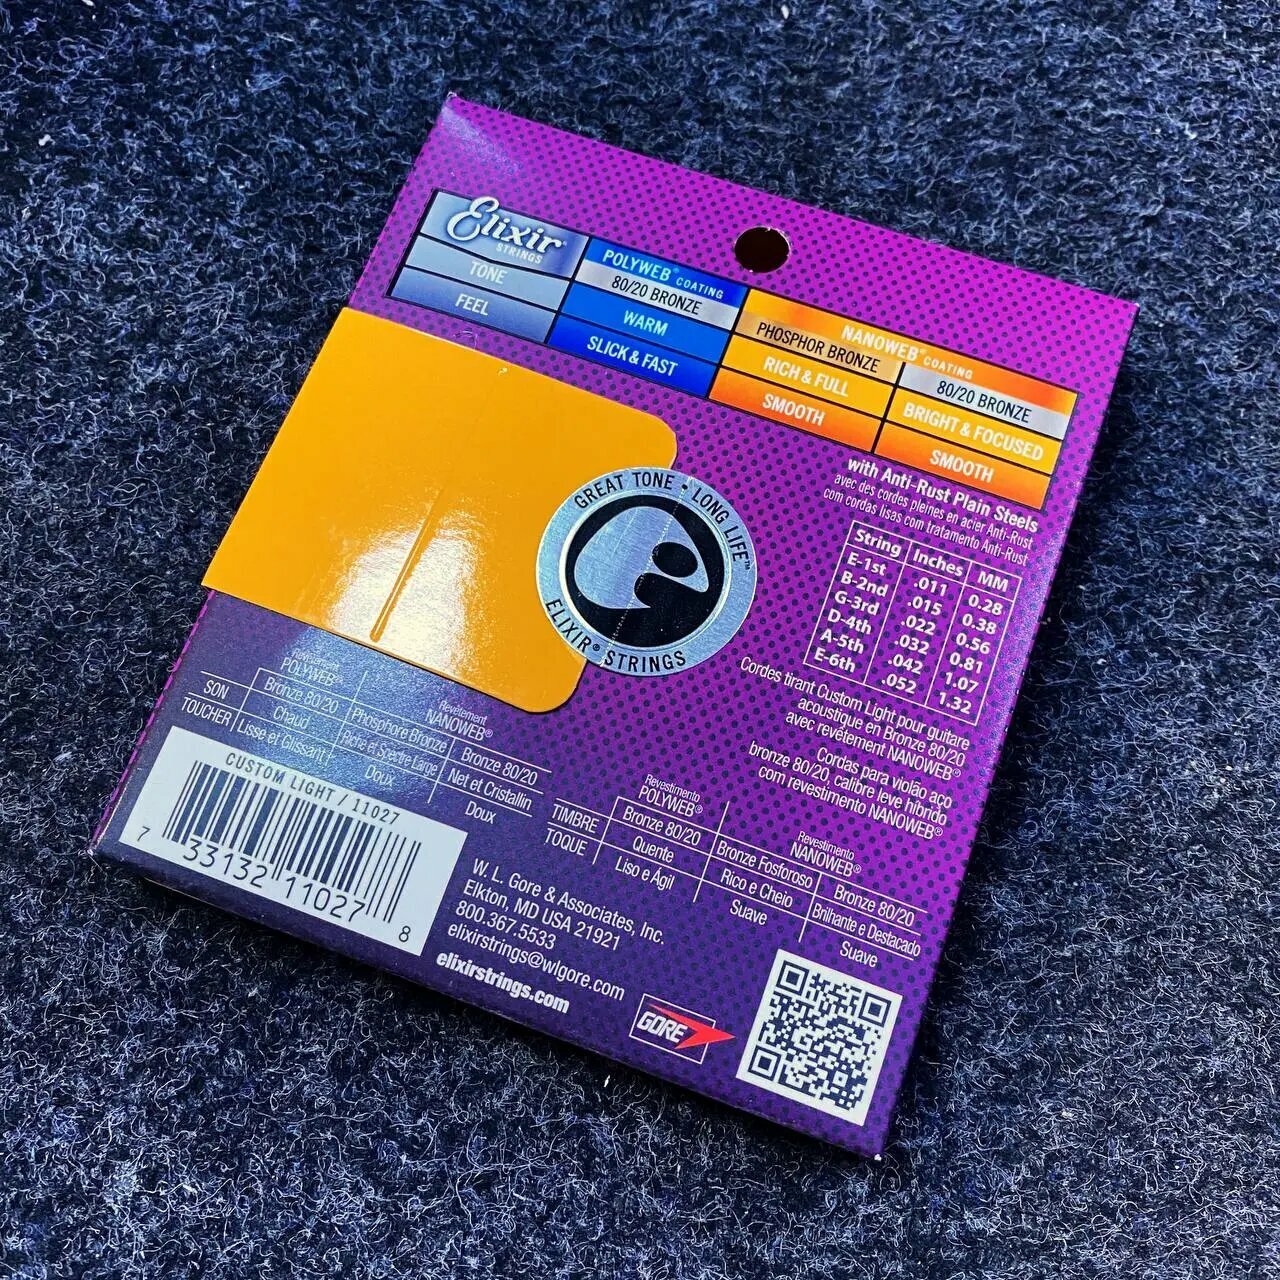 Elixir®
STRINGS
TONE
FEEL
POLYWEB® COATING
80/20 BRONZE
WARM
SLICK & FAST
NANOWEB® COATING
PHOSPHOR BRONZE
RICH & FULL
SMOOTH
80/20 BRONZE
BRIGHT & FOCUSED
SMOOTH
GREAT TONE • LONG LIFE™
ELIXIR® STRINGS
with Anti-Rust Plain Steels
avec des cordes pleines en acier Anti-Rust
com cordas lisas com tratamento Anti-Rust
String Inches MM
E-1st .011 0.28
B-2nd .015 0.38
G-3rd .022 0.56
D-4th .032 0.81
A-5th .042 1.07
E-6th .052 1.32
Cordes tirant Custom Light pour guitare
acoustique en Bronze 80/20
avec revêtement NANOWEB®
Cordas para violão aço
bronze 80/20, calibre leve híbrido
com revestimento NANOWEB®
Revêtement
POLYWEB®
Revêtement
NANOWEB®
Bronze 80/20
Phosphore Bronze
Bronze 80/20
SON
Chaud
Riche et Spectre Large
Net et Cristallin
TOUCHER
Lisse et Glissant
Doux
Doux
Revestimento
POLYWEB®
Revestimento
NANOWEB®
Bronze 80/20
Bronze Fosforoso
Bronze 80/20
TIMBRE
Quente
Rico e Cheio
Brilhante e Destacado
TOQUE
Liso e Ágil
Suave
Suave
CUSTOM LIGHT / 11027
7 33132 11027 8
W. L. Gore & Associates, Inc.
Elkton, MD USA 21921
800.367.5533
elixirstrings@wlgore.com
elixirstrings.com
GORE